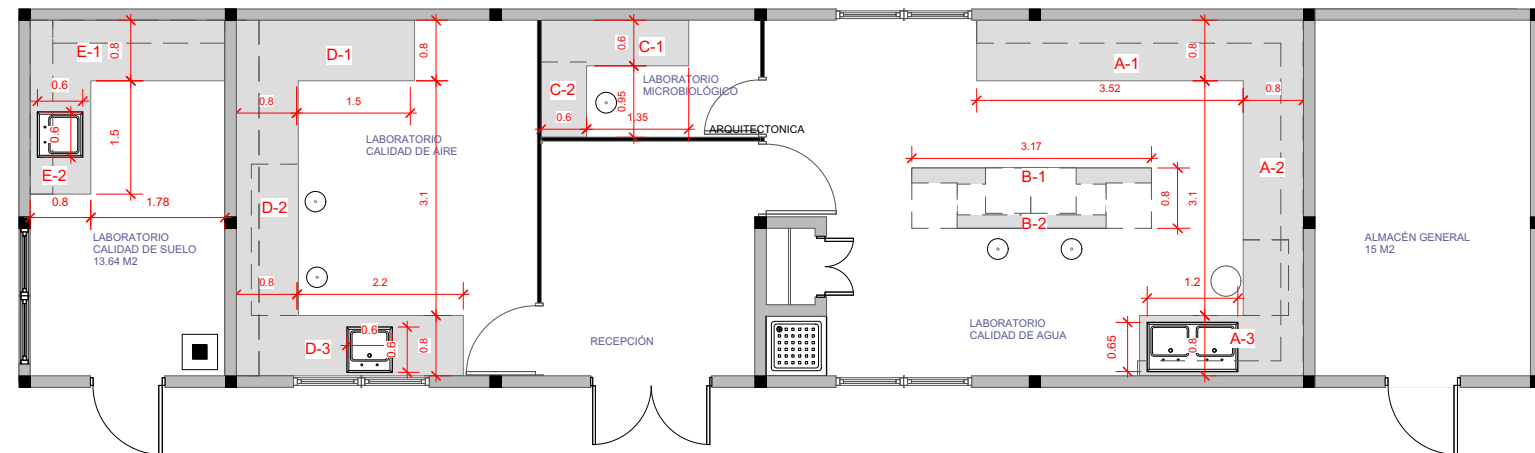 E-1
0.8
0.6
0.6
1.5
E-2
0.8
1.78
LABORATORIO
CALIDAD DE SUELO
13.64 M2
D-1
0.8
0.8
1.5
LABORATORIO
CALIDAD DE AIRE
D-2
3.1
0.8
2.2
D-3
0.6
0.6
0.8
0.6
C-1
C-2
LABORATORIO
MICROBIOLÓGICO
0.95
0.6
1.35
ARQUITECTONICA
RECEPCIÓN
A-1
0.8
3.52
0.8
3.17
B-1
A-2
0.8
3.1
B-2
1.2
LABORATORIO
CALIDAD DE AGUA
0.65
0.8
A-3
ALMACÉN GENERAL
15 M2